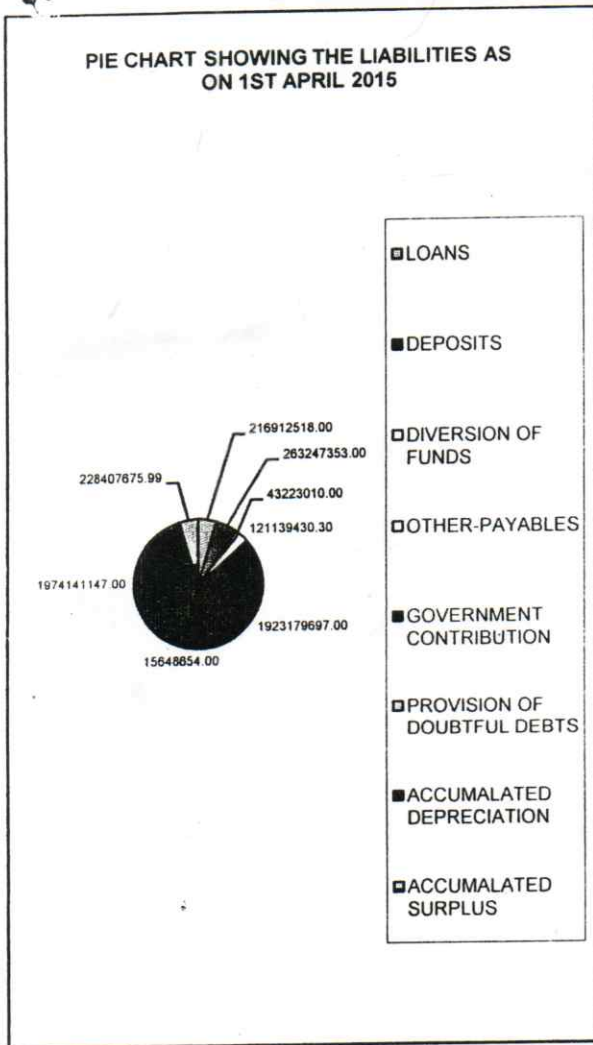 PIE CHART SHOWING THE LIABILITIES AS
ON 1ST APRIL 2015
216912518.00
263247353.00
43223010.00
121139430.30
1923179697.00
15648654.00
1974141147.00
228407675.99
LOANS
DEPOSITS
DIVERSION OF
FUNDS
OTHER-PAYABLES
GOVERNMENT
CONTRIBUTION
PROVISION OF
DOUBTFUL DEBTS
ACCUMALATED
DEPRECIATION
ACCUMALATED
SURPLUS